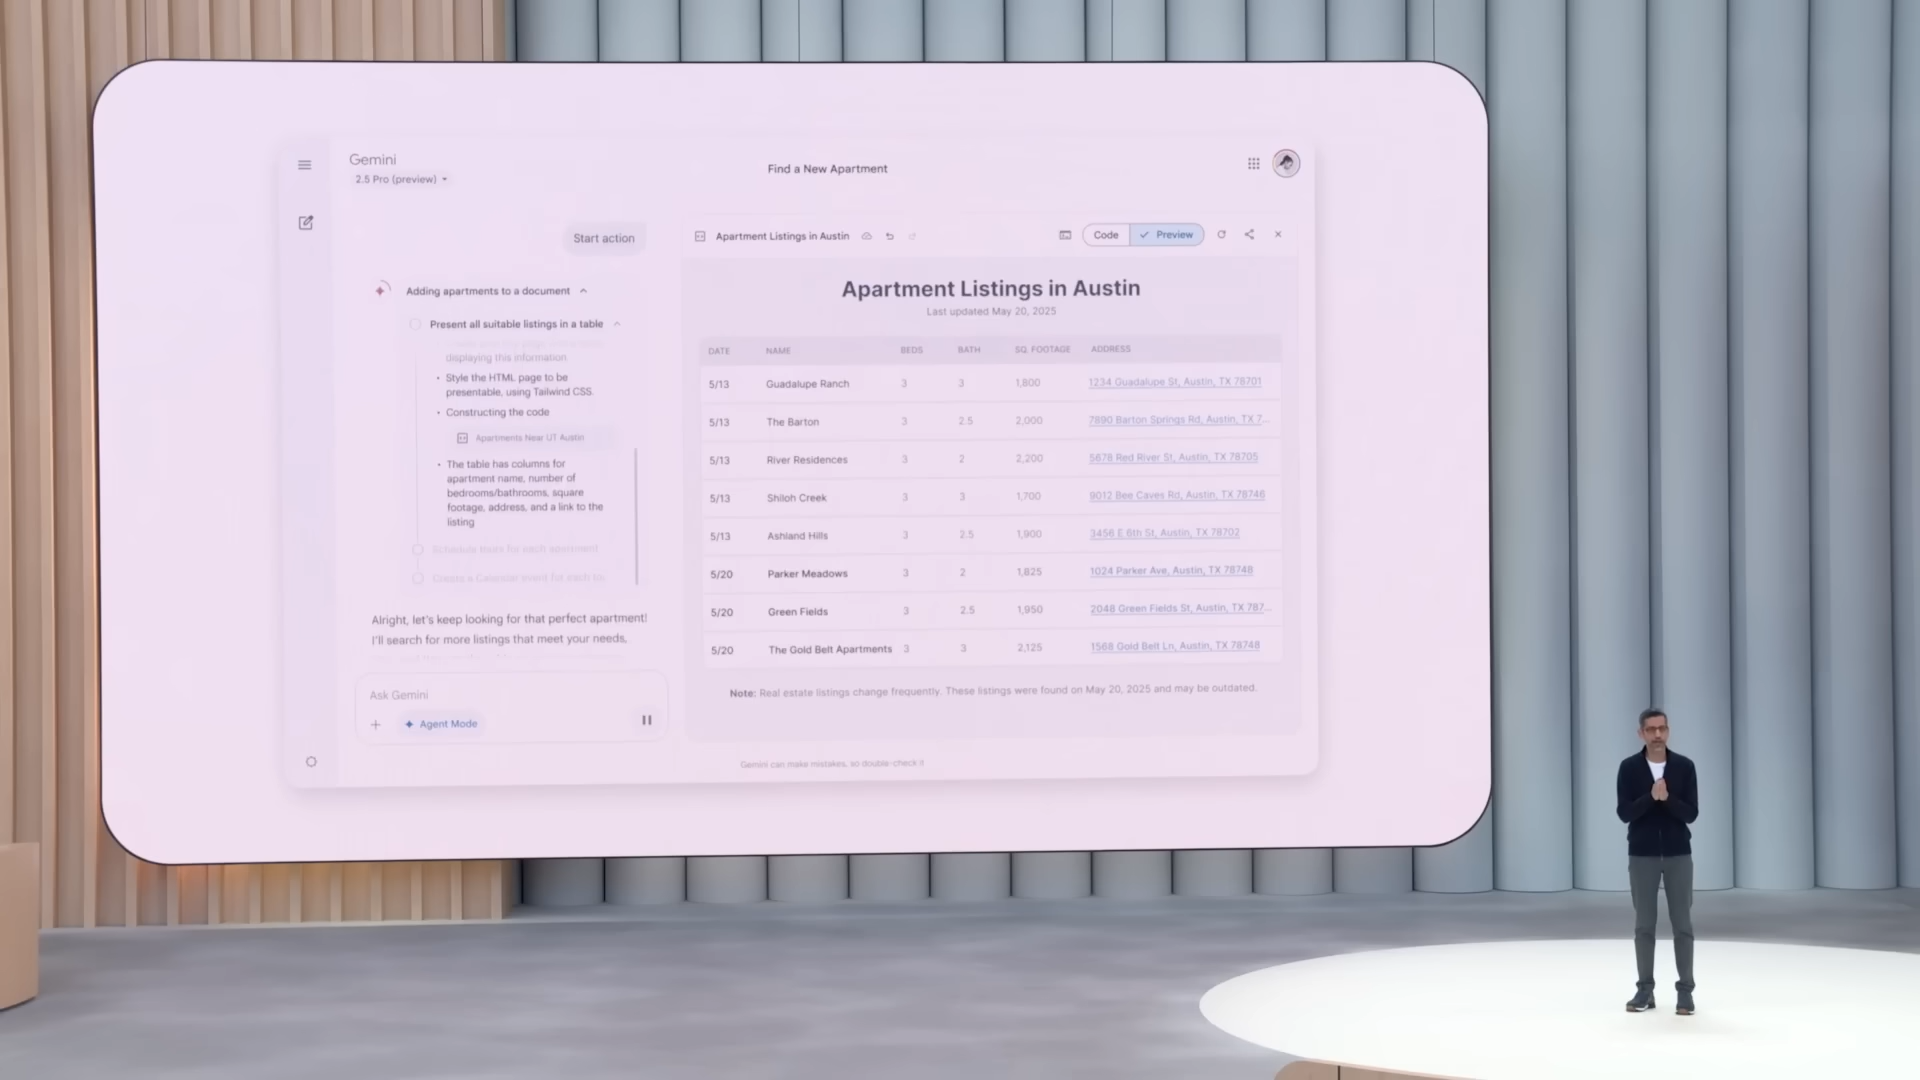 Gemini
2.5 Pro (preview)
Find a New Apartment
Start action
Adding apartments to a document
Present all suitable listings in a table
displaying this information.
• Style the HTML page to be
presentable, using Tailwind CSS.
• Constructing the code
Apartments Near UT Austin
• The table has columns for
apartment name, number of
bedrooms/bathrooms, square
footage, address, and a link to the
listing
Schedule tours for each apartment
Create a Calendar event for each to
Alright, let's keep looking for that perfect apartment!
I'll search for more listings that meet your needs,
Ask Gemini
Agent Mode
Apartment Listings in Austin
Code
Preview
Apartment Listings in Austin
Last updated May 20, 2025
DATE NAME BEDS BATH SQ. FOOTAGE ADDRESS
5/13 Guadalupe Ranch 3 3 1,800 1234 Guadalupe St, Austin, TX 78701
5/13 The Barton 3 2.5 2,000 7890 Barton Springs Rd, Austin, TX 7...
5/13 River Residences 3 2 2,200 5678 Red River St, Austin, TX 78705
5/13 Shiloh Creek 3 3 1,700 9012 Bee Caves Rd, Austin, TX 78746
5/13 Ashland Hills 3 2.5 1,900 3456 E 6th St, Austin, TX 78702
5/20 Parker Meadows 3 2 1,825 1024 Parker Ave, Austin, TX 78748
5/20 Green Fields 3 2.5 1,950 2048 Green Fields St, Austin, TX 787...
5/20 The Gold Belt Apartments 3 3 2,125 1568 Gold Belt Ln, Austin, TX 78748
Note: Real estate listings change frequently. These listings were found on May 20, 2025 and may be outdated.
Gemini can make mistakes, so double-check it